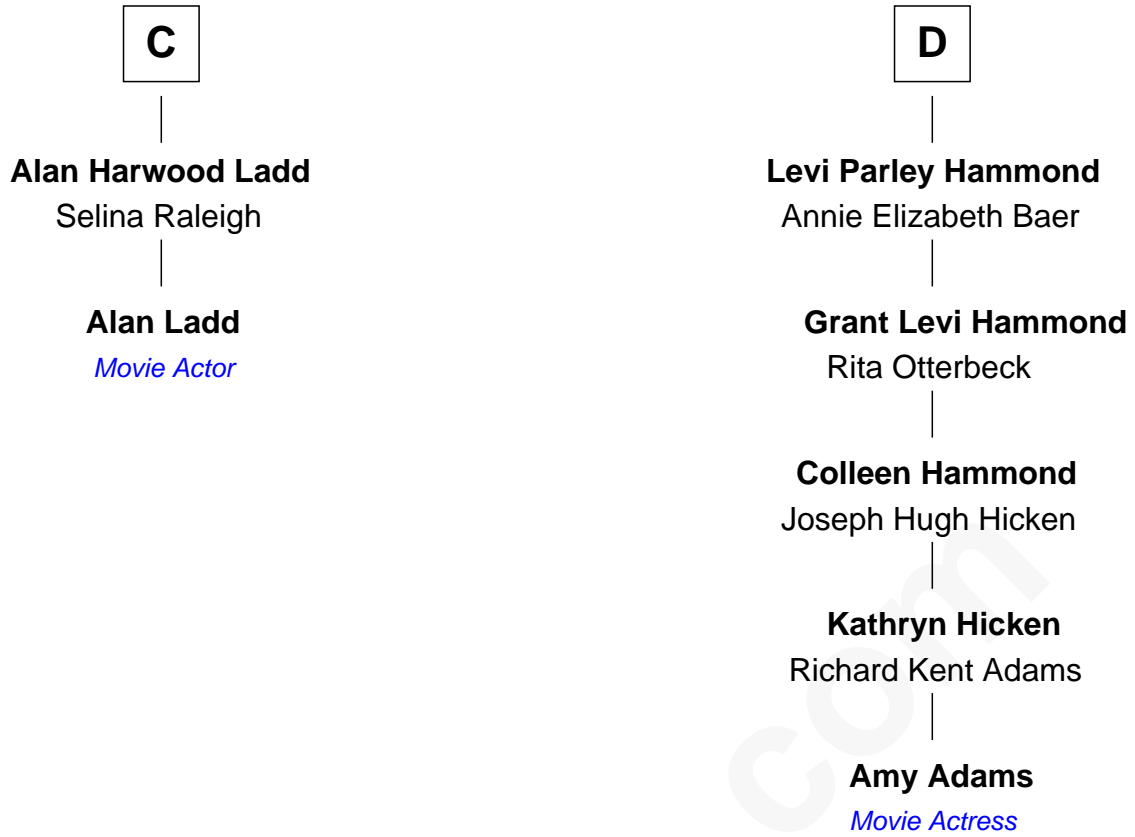 C
Alan Harwood Ladd
Selina Raleigh
Alan Ladd
Movie Actor
D
Levi Parley Hammond
Annie Elizabeth Baer
Grant Levi Hammond
Rita Otterbeck
Colleen Hammond
Joseph Hugh Hicken
Kathryn Hicken
Richard Kent Adams
Amy Adams
Movie Actress
com